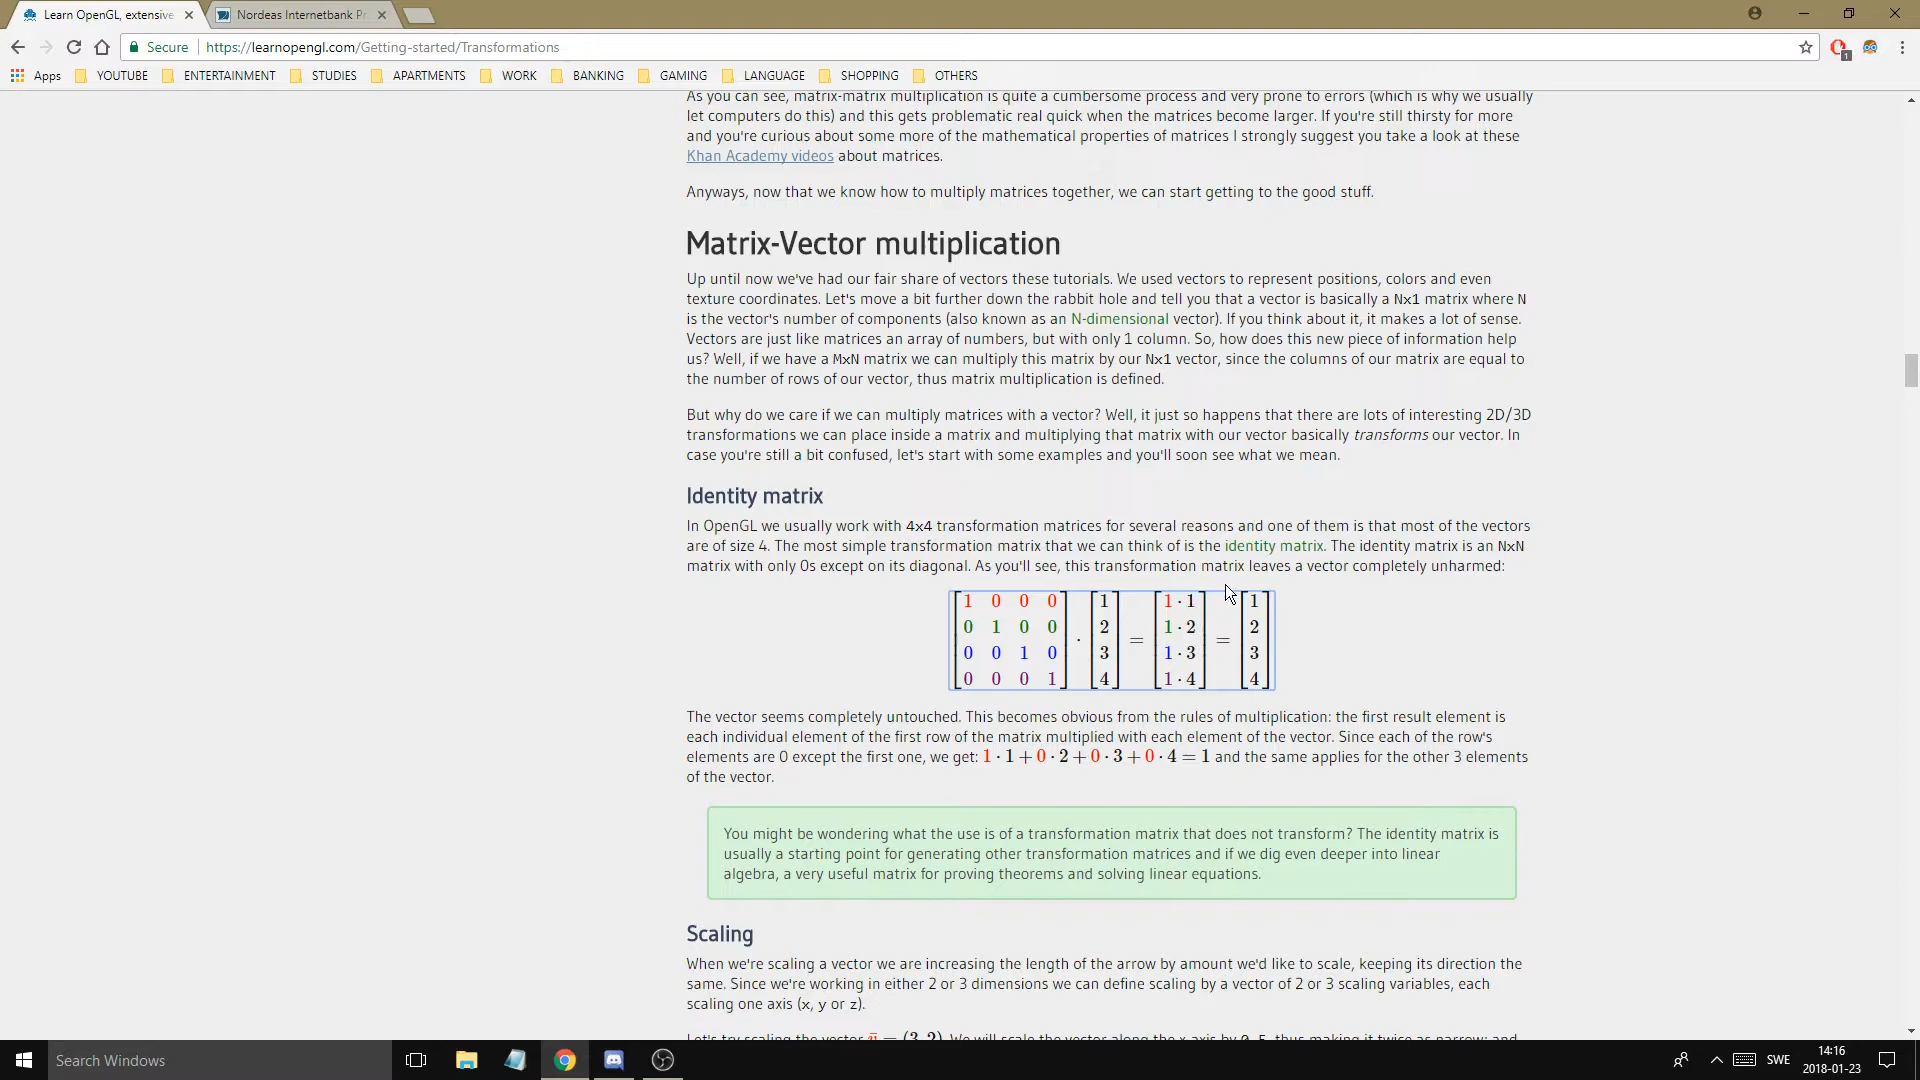 Learn OpenGL, extensive
Nordeas Internetbank Pr
Secure
https://learnopengl.com/Getting-started/Transformations
1
Apps YOUTUBE ENTERTAINMENT STUDIES APARTMENTS WORK BANKING GAMING LANGUAGE SHOPPING OTHERS
As you can see, matrix-matrix multiplication is quite a cumbersome process and very prone to errors (which is why we usually
let computers do this) and this gets problematic real quick when the matrices become larger. If you're still thirsty for more
and you're curious about some more of the mathematical properties of matrices I strongly suggest you take a look at these
Khan Academy videos about matrices.
Anyways, now that we know how to multiply matrices together, we can start getting to the good stuff.
Matrix-Vector multiplication
Up until now we've had our fair share of vectors these tutorials. We used vectors to represent positions, colors and even
texture coordinates. Let's move a bit further down the rabbit hole and tell you that a vector is basically a Nx1 matrix where N
is the vector's number of components (also known as an N-dimensional vector). If you think about it, it makes a lot of sense.
Vectors are just like matrices an array of numbers, but with only 1 column. So, how does this new piece of information help
us? Well, if we have a MxN matrix we can multiply this matrix by our Nx1 vector, since the columns of our matrix are equal to
the number of rows of our vector, thus matrix multiplication is defined.
But why do we care if we can multiply matrices with a vector? Well, it just so happens that there are lots of interesting 2D/3D
transformations we can place inside a matrix and multiplying that matrix with our vector basically transforms our vector. In
case you're still a bit confused, let's start with some examples and you'll soon see what we mean.
Identity matrix
In OpenGL we usually work with 4x4 transformation matrices for several reasons and one of them is that most of the vectors
are of size 4. The most simple transformation matrix that we can think of is the identity matrix. The identity matrix is an NxN
matrix with only 0s except on its diagonal. As you'll see, this transformation matrix leaves a vector completely unharmed:
1 0 0 0 1 1 · 1 1
0 1 0 0 2 1 · 2 2
· = =
0 0 1 0 3 1 · 3 3
0 0 0 1 4 1 · 4 4
The vector seems completely untouched. This becomes obvious from the rules of multiplication: the first result element is
each individual element of the first row of the matrix multiplied with each element of the vector. Since each of the row's
elements are 0 except the first one, we get: 1 · 1 + 0 · 2 + 0 · 3 + 0 · 4 = 1 and the same applies for the other 3 elements
of the vector.
You might be wondering what the use is of a transformation matrix that does not transform? The identity matrix is
usually a starting point for generating other transformation matrices and if we dig even deeper into linear
algebra, a very useful matrix for proving theorems and solving linear equations.
Scaling
When we're scaling a vector we are increasing the length of the arrow by amount we'd like to scale, keeping its direction the
same. Since we're working in either 2 or 3 dimensions we can define scaling by a vector of 2 or 3 scaling variables, each
scaling one axis (x, y or z).
Let's try scaling the vector v̄ = (3, 2). We will scale the vector along the x-axis by 0.5, thus making it twice as narrow; and
Search Windows
SWE
14:16
2018-01-23